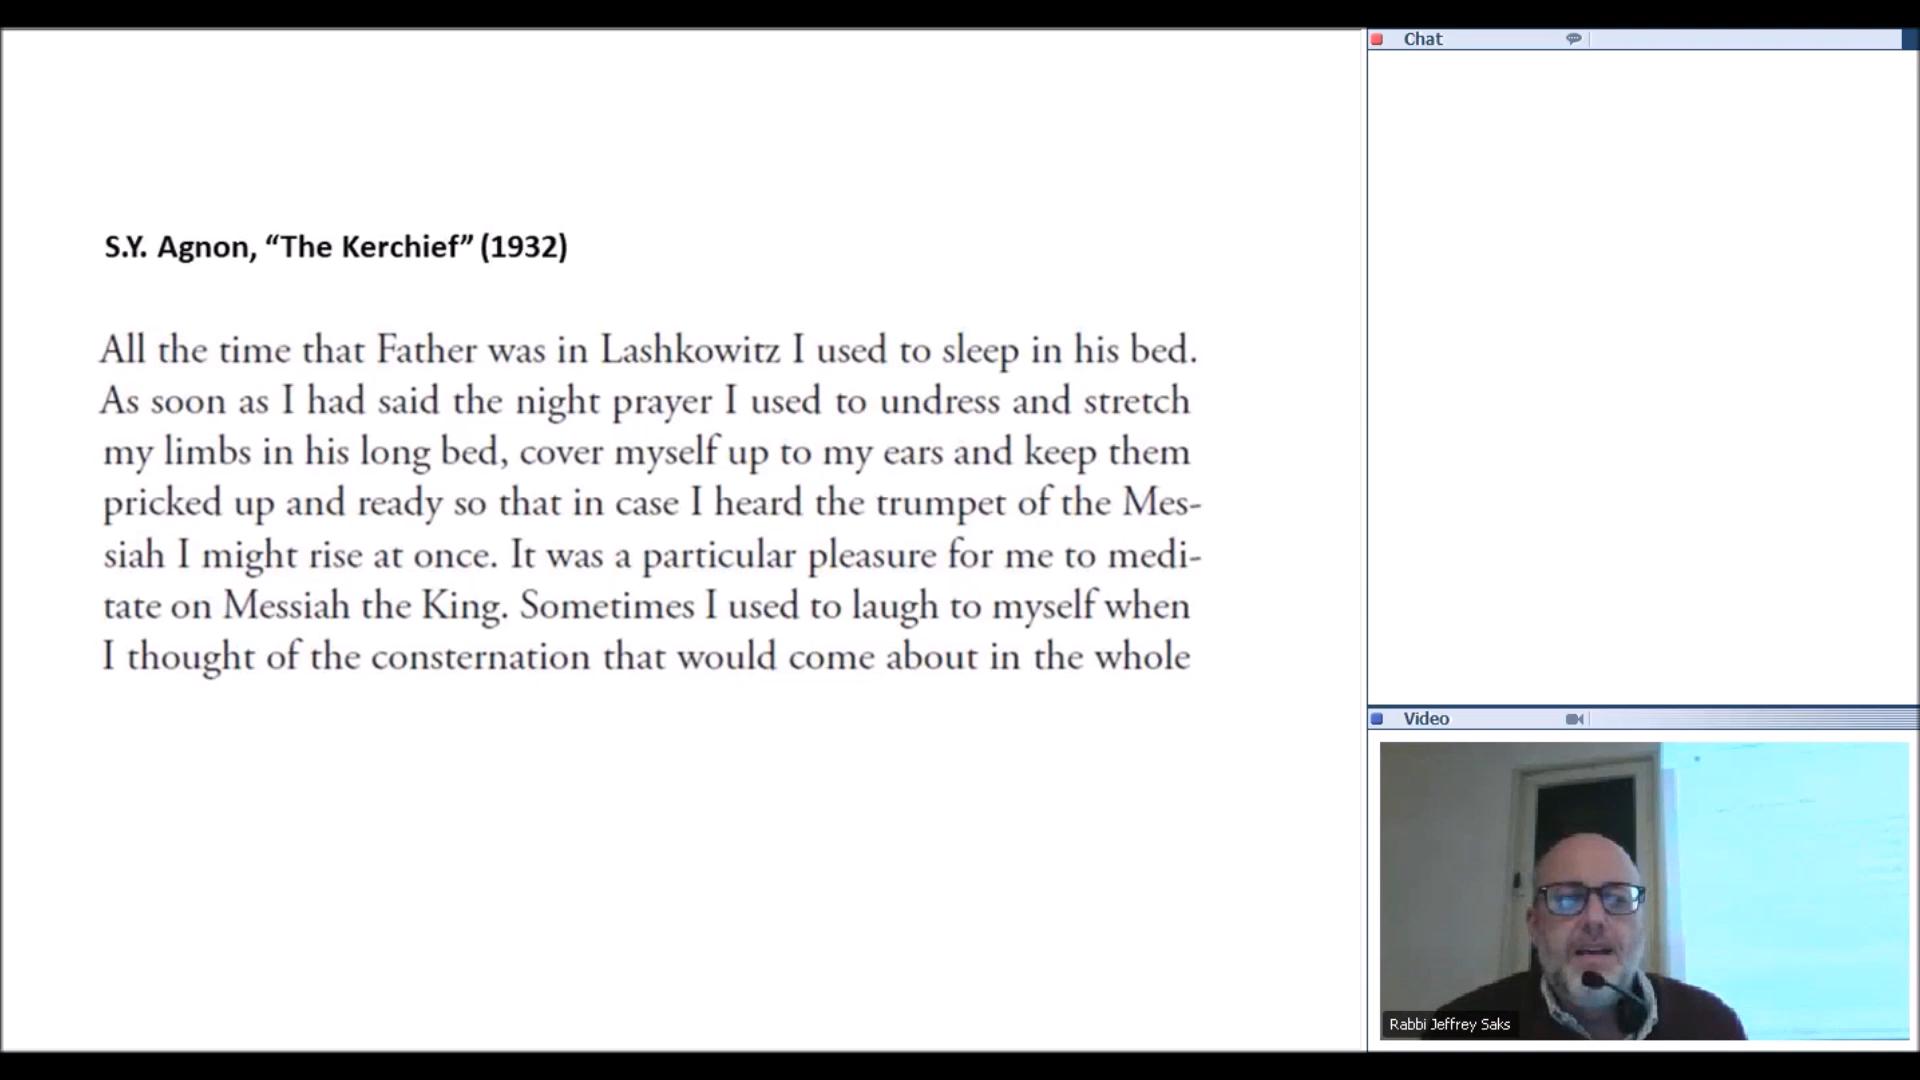 S.Y. Agnon, “The Kerchief” (1932)
All the time that Father was in Lashkowitz I used to sleep in his bed.
As soon as I had said the night prayer I used to undress and stretch
my limbs in his long bed, cover myself up to my ears and keep them
pricked up and ready so that in case I heard the trumpet of the Mes-
siah I might rise at once. It was a particular pleasure for me to medi-
tate on Messiah the King. Sometimes I used to laugh to myself when
I thought of the consternation that would come about in the whole
Chat
Video
Rabbi Jeffrey Saks